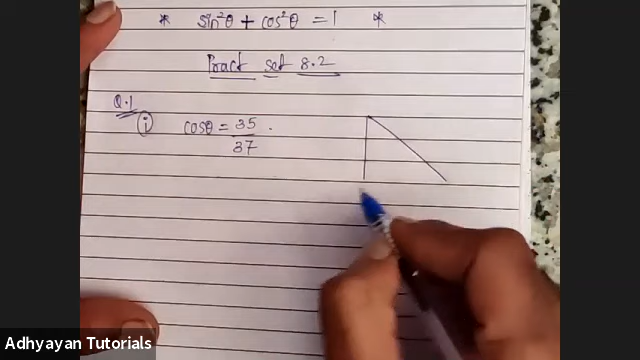 * sin²θ + cos²θ = 1 *
Pract Set 8.2
Q.1
(i) cosθ = 35/37.
Adhyayan Tutorials